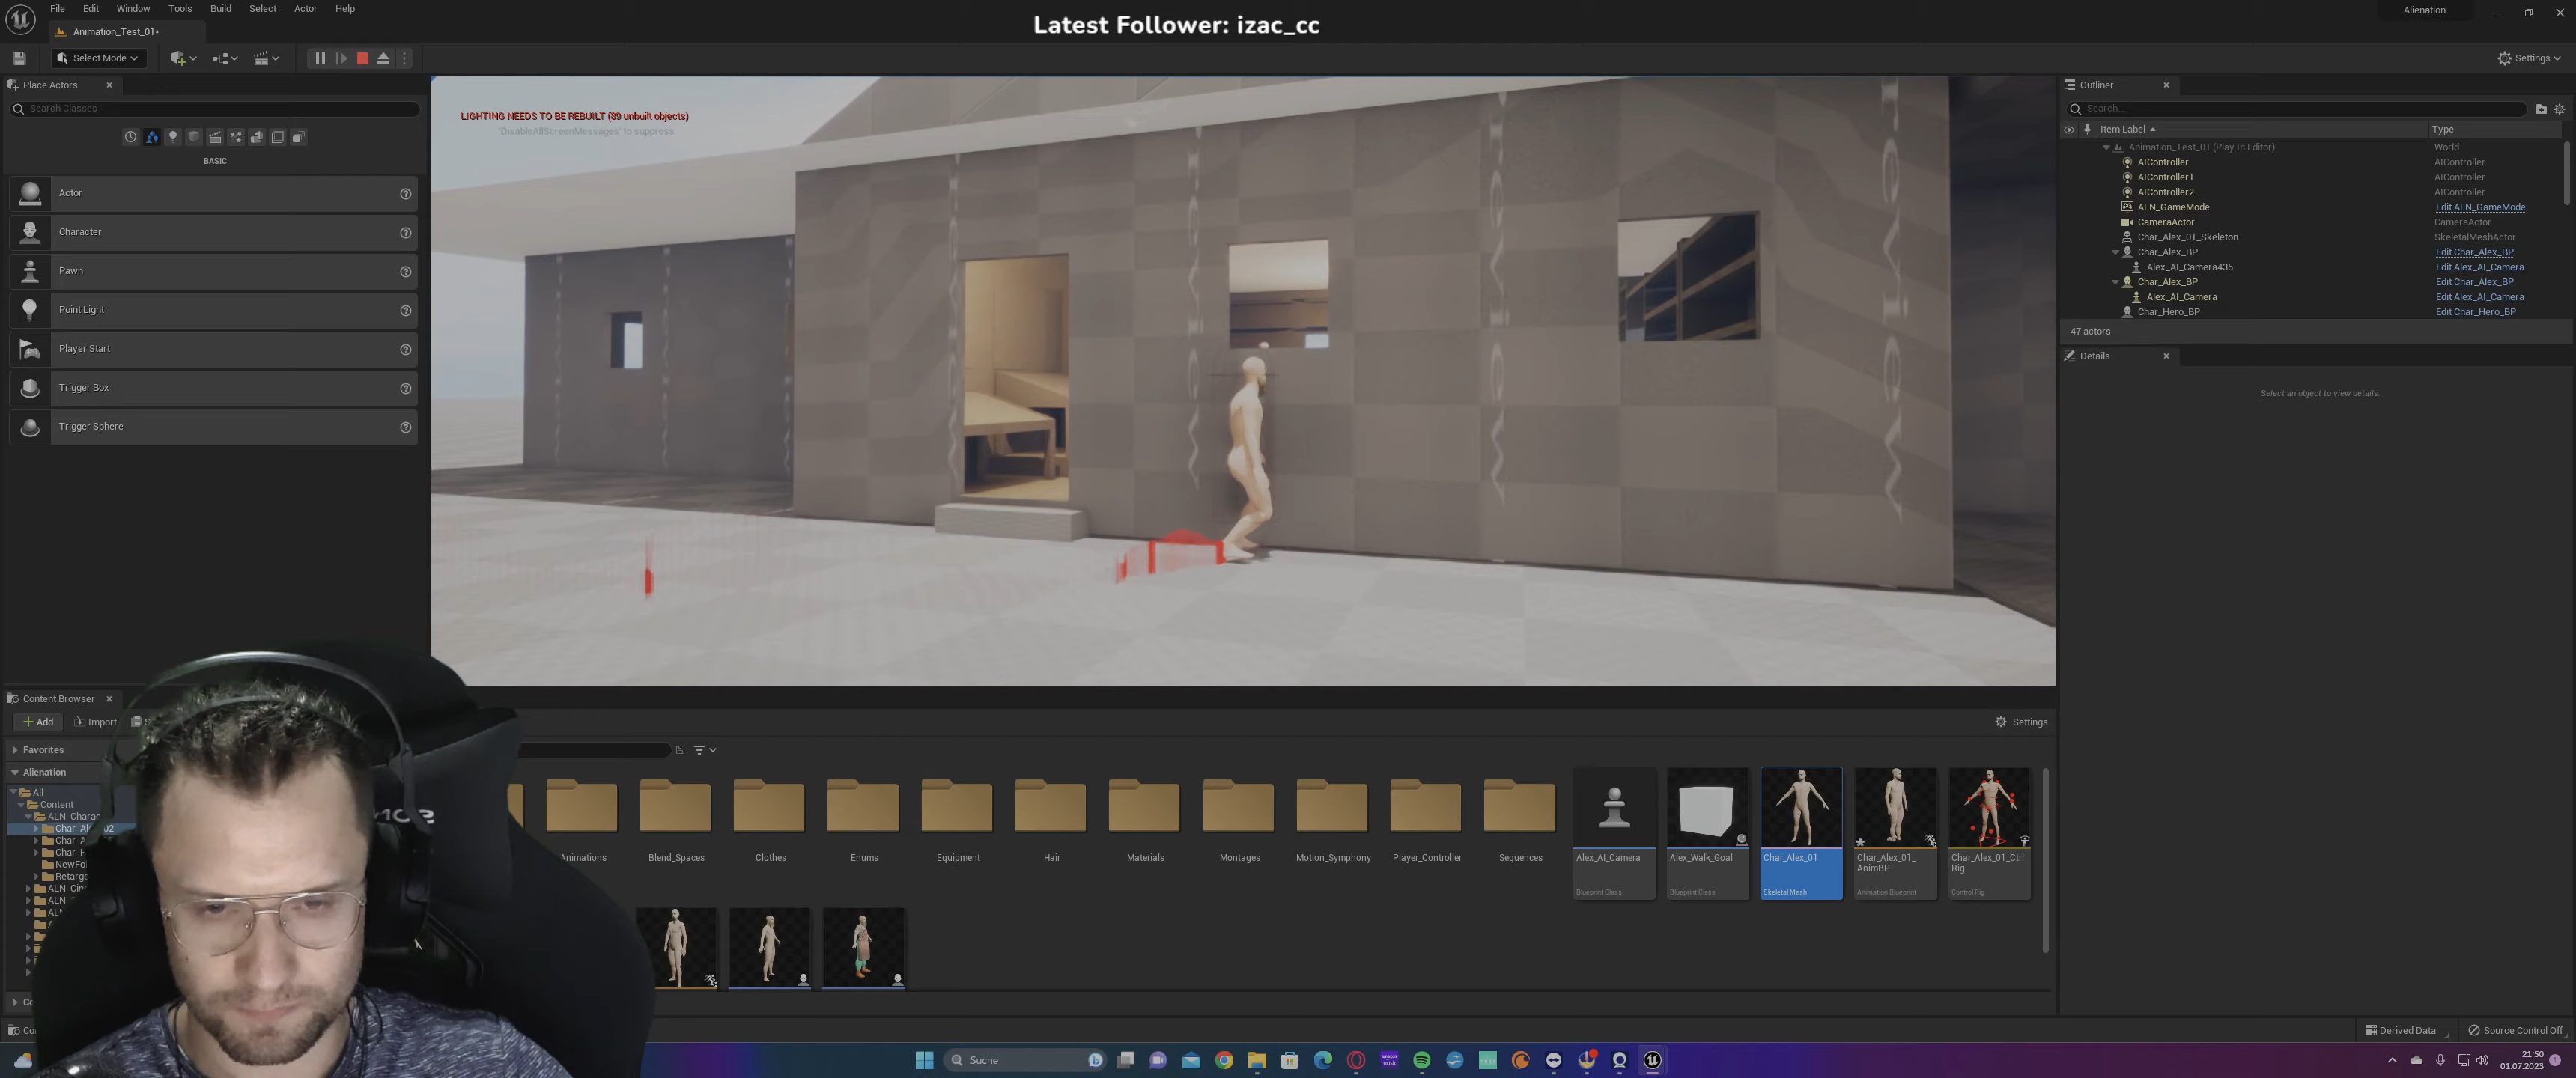 File Edit Window Tools Build Select Actor Help
Latest Follower: izac_cc
Alienation
Animation_Test_01*
Select Mode
Settings
Place Actors
Search Classes
BASIC
Actor
Character
Pawn
Point Light
Player Start
Trigger Box
Trigger Sphere
LIGHTING NEEDS TO BE REBUILT (89 unbuilt objects)
'DisableAllScreenMessages' to suppress
Outliner
Search...
Item Label Type
Animation_Test_01 (Play In Editor) World
AIController AIController
AIController1 AIController
AIController2 AIController
ALN_GameMode Edit ALN_GameMode
CameraActor CameraActor
Char_Alex_01_Skeleton SkeletalMeshActor
Char_Alex_BP Edit Char_Alex_BP
Alex_AI_Camera435 Edit Alex_AI_Camera
Char_Alex_BP Edit Char_Alex_BP
Alex_AI_Camera Edit Alex_AI_Camera
Char_Hero_BP Edit Char_Hero_BP
47 actors
Details
Select an object to view details
Content Browser
Add Import
Settings
Favorites
Alienation
All
Content
Animations
Blend_Spaces
Clothes
Enums
Equipment
Hair
Materials
Montages
Motion_Symphony
Player_Controller
Sequences
Alex_AI_Camera
Blueprint Class
Alex_Walk_Goal
Blueprint Class
Char_Alex_01
Skeletal Mesh
Char_Alex_01_
AnimBP
Animation Blueprint
Char_Alex_01_Ctrl
Rig
Control Rig
Derived Data
Source Control Off
Suche
21:50
01.07.2023